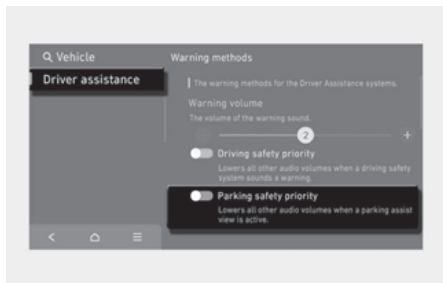 Vehicle
Driver assistance
Warning methods
The warning methods for the Driver Assistance systems.
Warning volume
The volume of the warning sound.
2
Driving safety priority
Lowers all other audio volumes when a driving safety
system sounds a warning.
Parking safety priority
Lowers all other audio volumes when a parking assist
view is active.